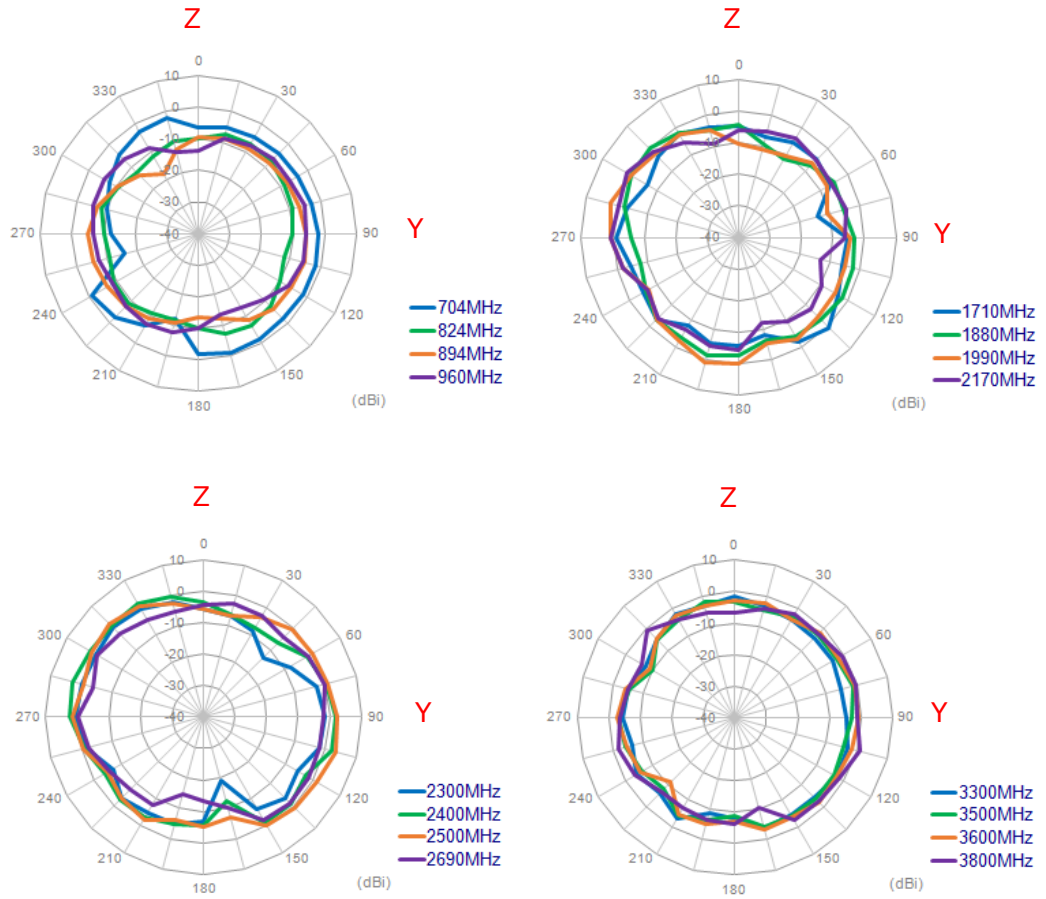 Z
0
10
330
30
0
-10
300
60
-20
-30
270
-40
90
Y
240
120
210
150
180
(dBi)
704MHz
824MHz
894MHz
960MHz
Z
0
10
330
30
0
-10
300
60
-20
-30
270
-40
90
Y
240
120
210
150
180
(dBi)
1710MHz
1880MHz
1990MHz
2170MHz
Z
0
10
330
30
0
-10
300
60
-20
-30
270
-40
90
Y
240
120
210
150
180
(dBi)
2300MHz
2400MHz
2500MHz
2690MHz
Z
0
10
330
30
0
-10
300
60
-20
-30
270
-40
90
Y
240
120
210
150
180
(dBi)
3300MHz
3500MHz
3600MHz
3800MHz